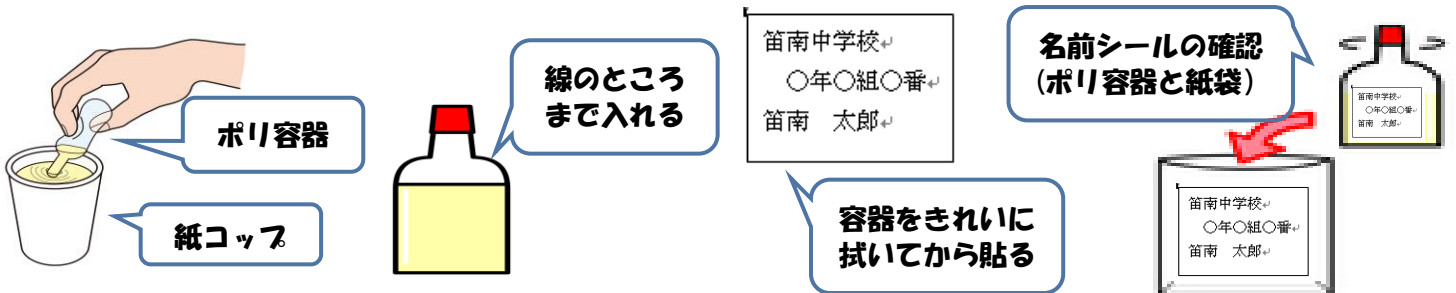 ポリ容器
紙コップ
線のところ
まで入れる
笛南中学校↵
〇年〇組〇番↵
笛南　太郎↵
容器をきれいに
拭いてから貼る
名前シールの確認
(ポリ容器と紙袋)
笛南中学校↵
〇年〇組〇番↵
笛南　太郎↵
笛南中学校↵
〇年〇組〇番↵
笛南　太郎↵